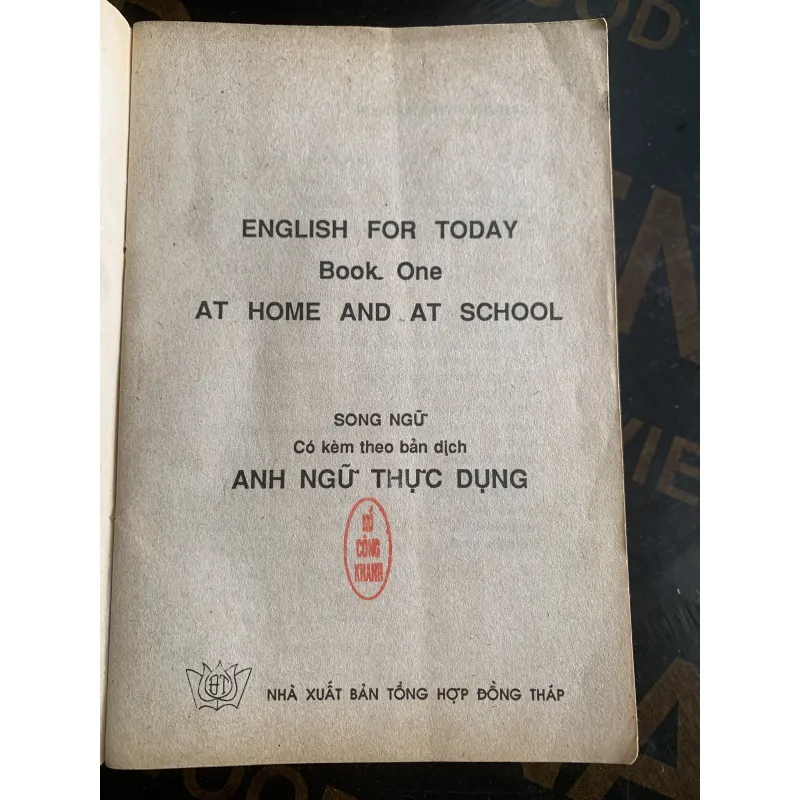 ENGLISH FOR TODAY
Book One
AT HOME AND AT SCHOOL
SONG NGỮ
Có kèm theo bản dịch
ANH NGỮ THỰC DỤNG
CÔNG
KHANH
NHÀ XUẤT BẢN TỔNG HỢP ĐỒNG THÁP